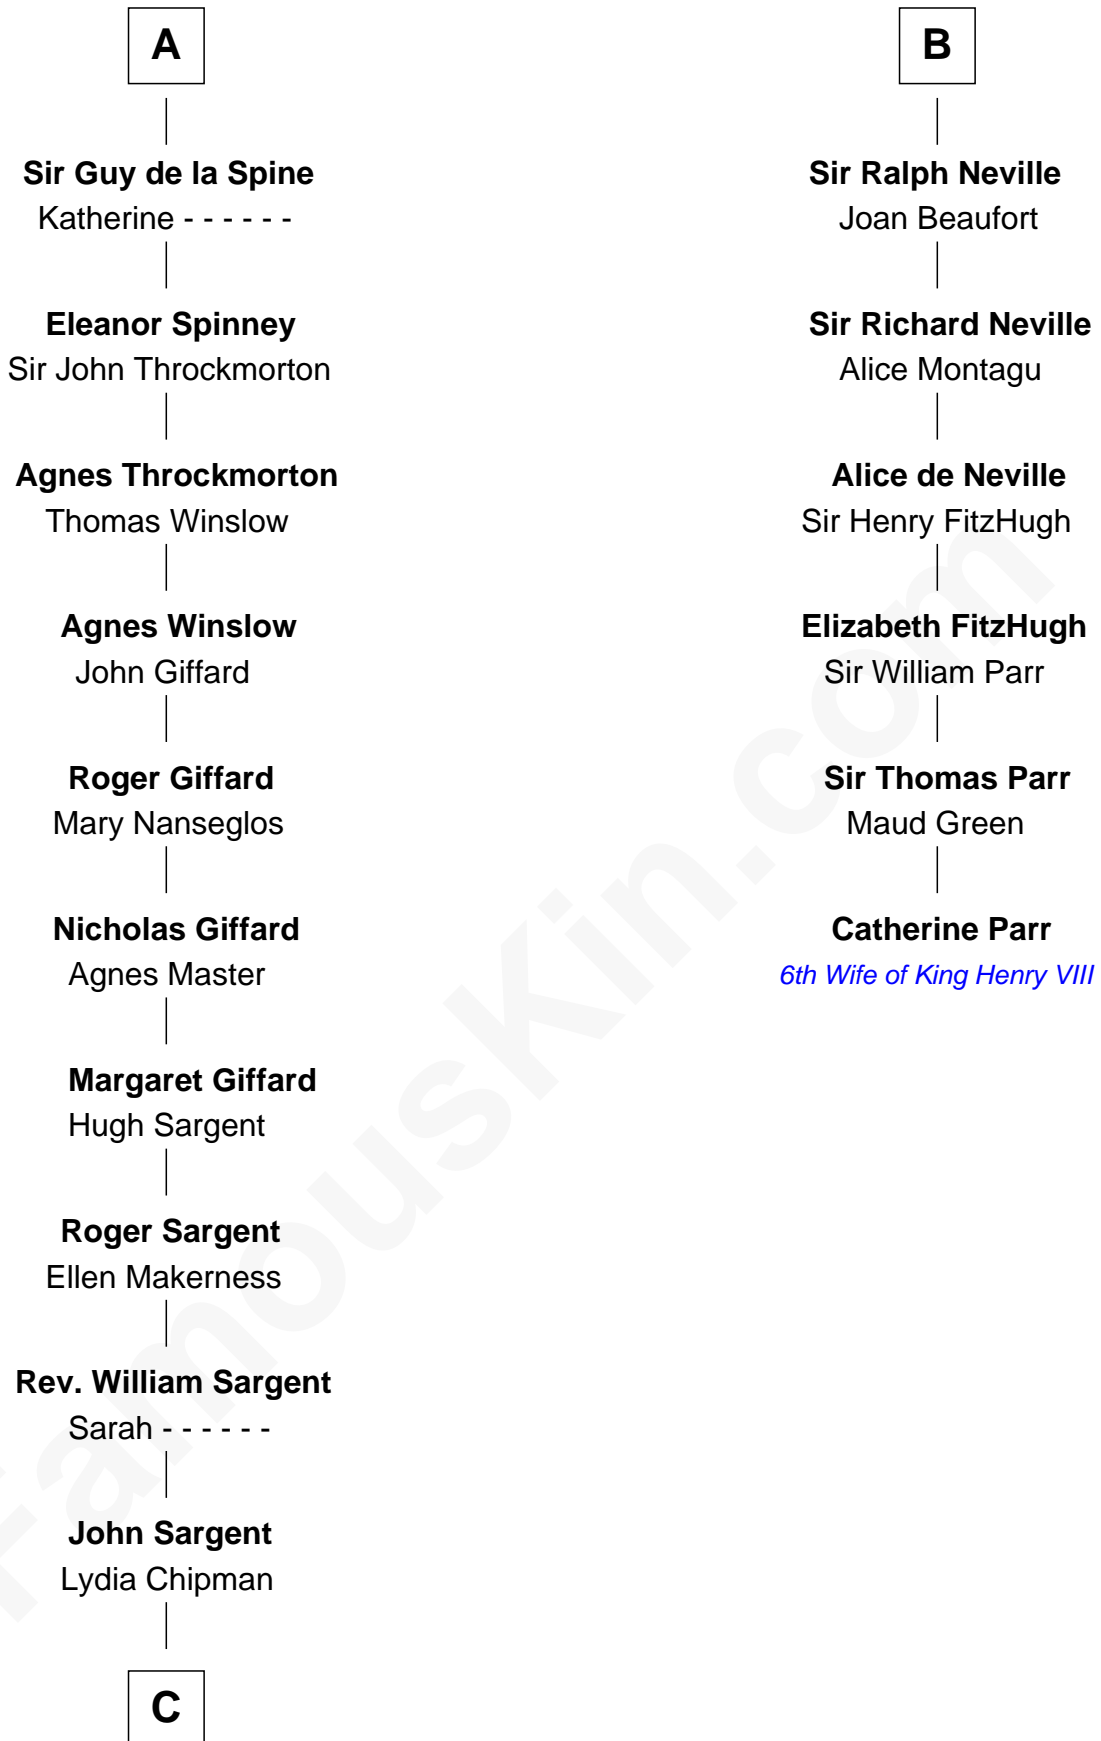 A
Sir Guy de la Spine
Katherine - - - - - -
Eleanor Spinney
Sir John Throckmorton
Agnes Throckmorton
Thomas Winslow
Agnes Winslow
John Giffard
Roger Giffard
Mary Nanseglos
Nicholas Giffard
Agnes Master
Margaret Giffard
Hugh Sargent
Roger Sargent
Ellen Makerness
Rev. William Sargent
Sarah - - - - - -
John Sargent
Lydia Chipman
C
B
Sir Ralph Neville
Joan Beaufort
Sir Richard Neville
Alice Montagu
Alice de Neville
Sir Henry FitzHugh
Elizabeth FitzHugh
Sir William Parr
Sir Thomas Parr
Maud Green
Catherine Parr
6th Wife of King Henry VIII
FamousKin.com